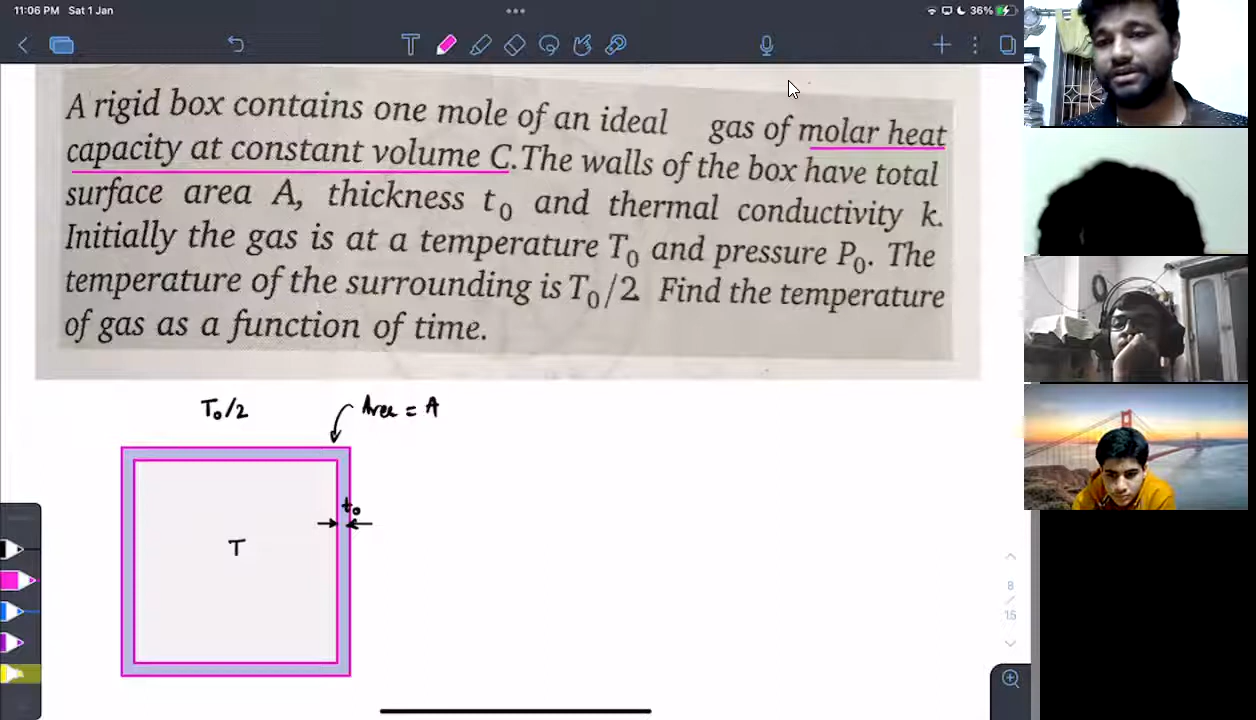 11:06 PM Sat 1 Jan
36%
A rigid box contains one mole of an ideal gas of molar heat
capacity at constant volume C. The walls of the box have total
surface area A, thickness t₀ and thermal conductivity k.
Initially the gas is at a temperature T₀ and pressure P₀. The
temperature of the surrounding is T₀/2 Find the temperature
of gas as a function of time.
T₀/2
Area = A
t₀
T
8
/
15